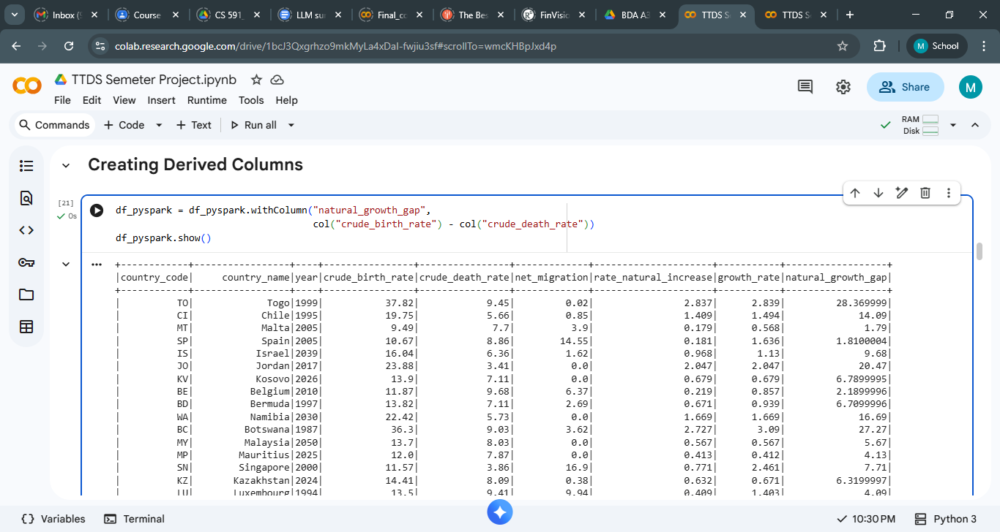 Inbox (9
Course
CS 591_
LLM sur
Final_co
The Bes
FinVisio
BDA A3
TTDS Se
TTDS Se
colab.research.google.com/drive/1bcJ3Qxgrhzo9mkMyLa4xDaI-fwjiu3sf#scrollTo=wmcKHBpJxd4p
M School
TTDS Semeter Project.ipynb
Share
M
File Edit View Insert Runtime Tools Help
Commands + Code + Text Run all
RAM
Disk
Creating Derived Columns
[21]
0s
df_pyspark = df_pyspark.withColumn("natural_growth_gap",
col("crude_birth_rate") - col("crude_death_rate"))
df_pyspark.show()
+------------+-----------------+----+----------------+----------------+-------------+---------------------+-----------+------------------+
|country_code|     country_name|year|crude_birth_rate|crude_death_rate|net_migration|rate_natural_increase|growth_rate|natural_growth_gap|
+------------+-----------------+----+----------------+----------------+-------------+---------------------+-----------+------------------+
|          TO|             Togo|1999|           37.82|            9.45|         0.02|                2.837|      2.839|         28.369999|
|          CI|            Chile|1995|           19.75|            5.66|         0.85|                1.409|      1.494|             14.09|
|          MT|            Malta|2005|            9.49|             7.7|          3.9|                0.179|      0.568|              1.79|
|          SP|            Spain|2005|           10.67|            8.86|        14.55|                0.181|      1.636|         1.8100004|
|          IS|           Israel|2039|           16.04|            6.36|         1.62|                0.968|       1.13|              9.68|
|          JO|           Jordan|2017|           23.88|            3.41|          0.0|                2.047|      2.047|             20.47|
|          KV|           Kosovo|2026|            13.9|            7.11|          0.0|                0.679|      0.679|         6.7899995|
|          BE|          Belgium|2010|           11.87|            9.68|         6.37|                0.219|      0.857|         2.1899996|
|          BD|          Bermuda|1997|           13.82|            7.11|         2.69|                0.671|      0.939|         6.7099996|
|          WA|          Namibia|2030|           22.42|            5.73|          0.0|                1.669|      1.669|             16.69|
|          BC|         Botswana|1987|            36.3|            9.03|         3.62|                2.727|       3.09|             27.27|
|          MY|         Malaysia|2050|            13.7|            8.03|          0.0|                0.567|      0.567|              5.67|
|          MP|        Mauritius|2025|            12.0|            7.87|          0.0|                0.413|      0.412|              4.13|
|          SN|        Singapore|2000|           11.57|            3.86|         16.9|                0.771|      2.461|              7.71|
|          KZ|       Kazakhstan|2024|           14.41|            8.09|         0.38|                0.632|      0.671|         6.3199997|
|          LU|       Luxembourg|1994|            13.5|            9.41|         9.94|                0.409|      1.403|              4.09|
Variables Terminal
10:30 PM Python 3